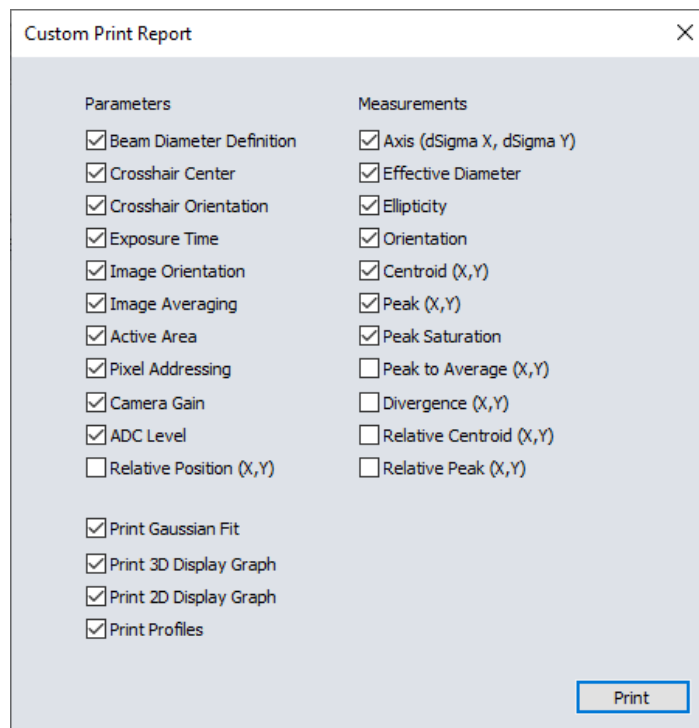 Custom Print Report
Parameters
Beam Diameter Definition
Crosshair Center
Crosshair Orientation
Exposure Time
Image Orientation
Image Averaging
Active Area
Pixel Addressing
Camera Gain
ADC Level
Relative Position (X,Y)
Measurements
Axis (dSigma X, dSigma Y)
Effective Diameter
Ellipticity
Orientation
Centroid (X,Y)
Peak (X,Y)
Peak Saturation
Peak to Average (X,Y)
Divergence (X,Y)
Relative Centroid (X,Y)
Relative Peak (X,Y)
Print Gaussian Fit
Print 3D Display Graph
Print 2D Display Graph
Print Profiles
Print